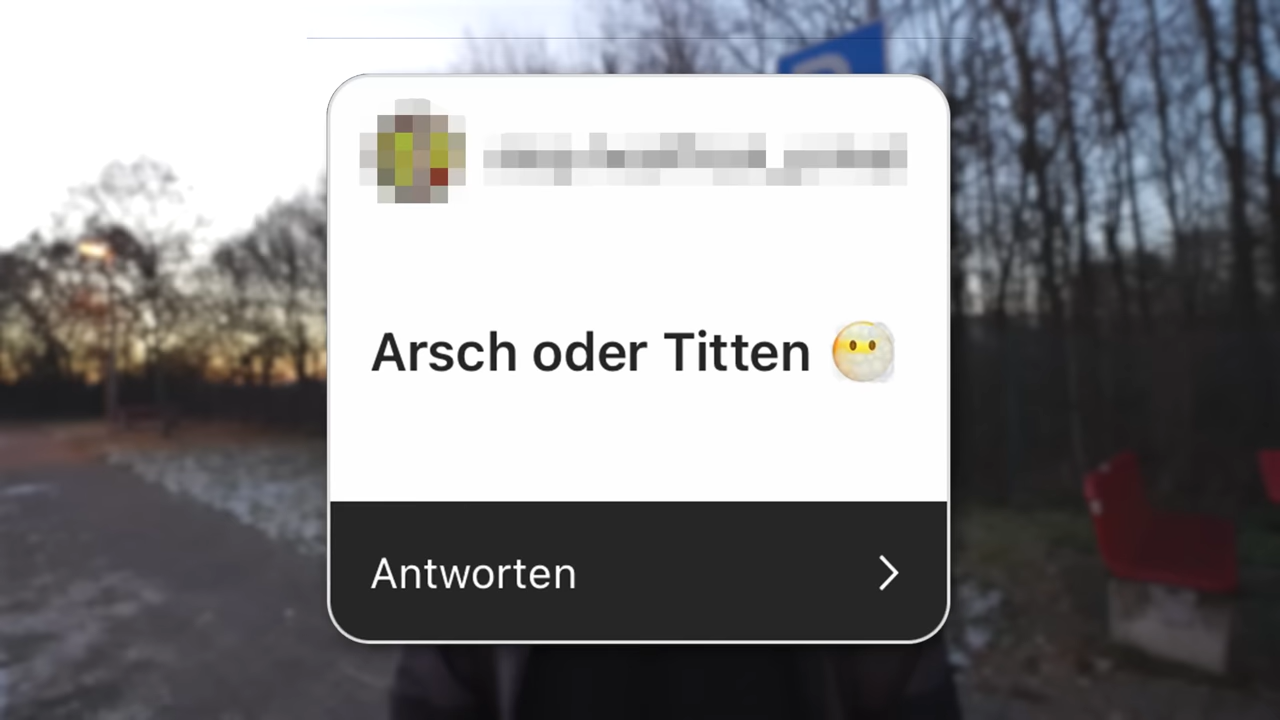 Arsch oder Titten 😶
Antworten